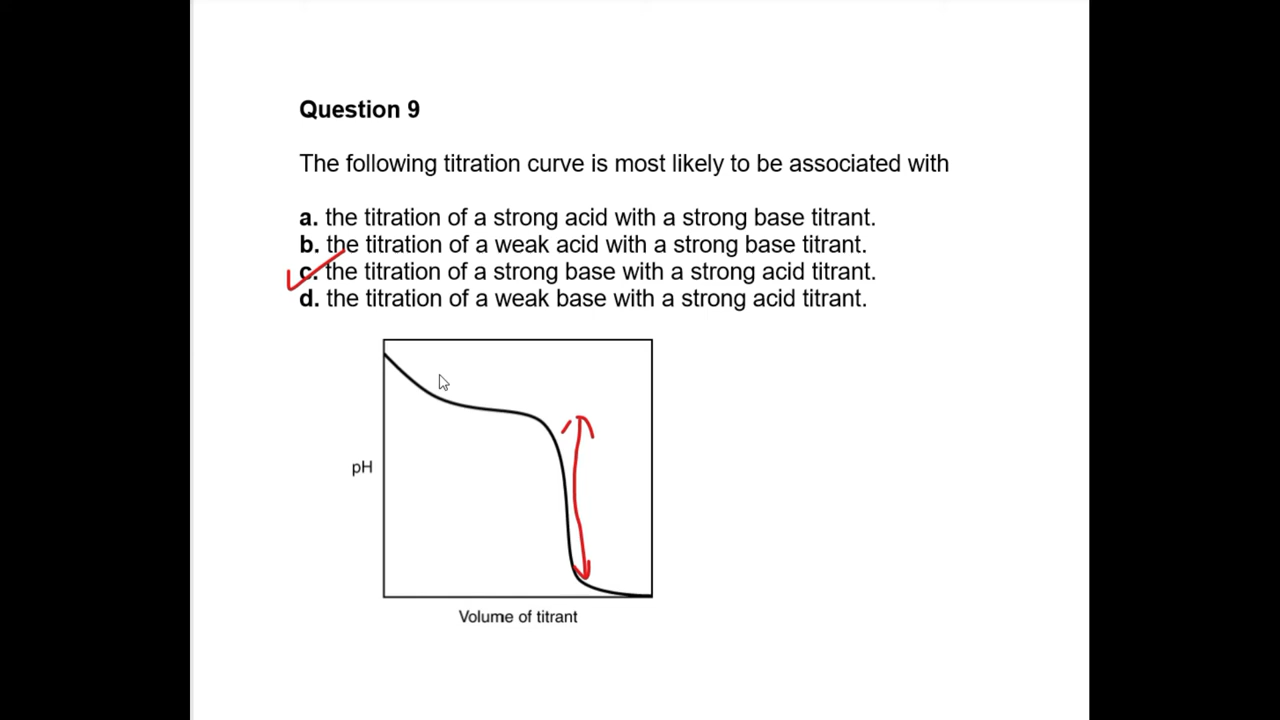 Question 9
The following titration curve is most likely to be associated with
a. the titration of a strong acid with a strong base titrant.
b. the titration of a weak acid with a strong base titrant.
c. the titration of a strong base with a strong acid titrant.
d. the titration of a weak base with a strong acid titrant.
pH
Volume of titrant